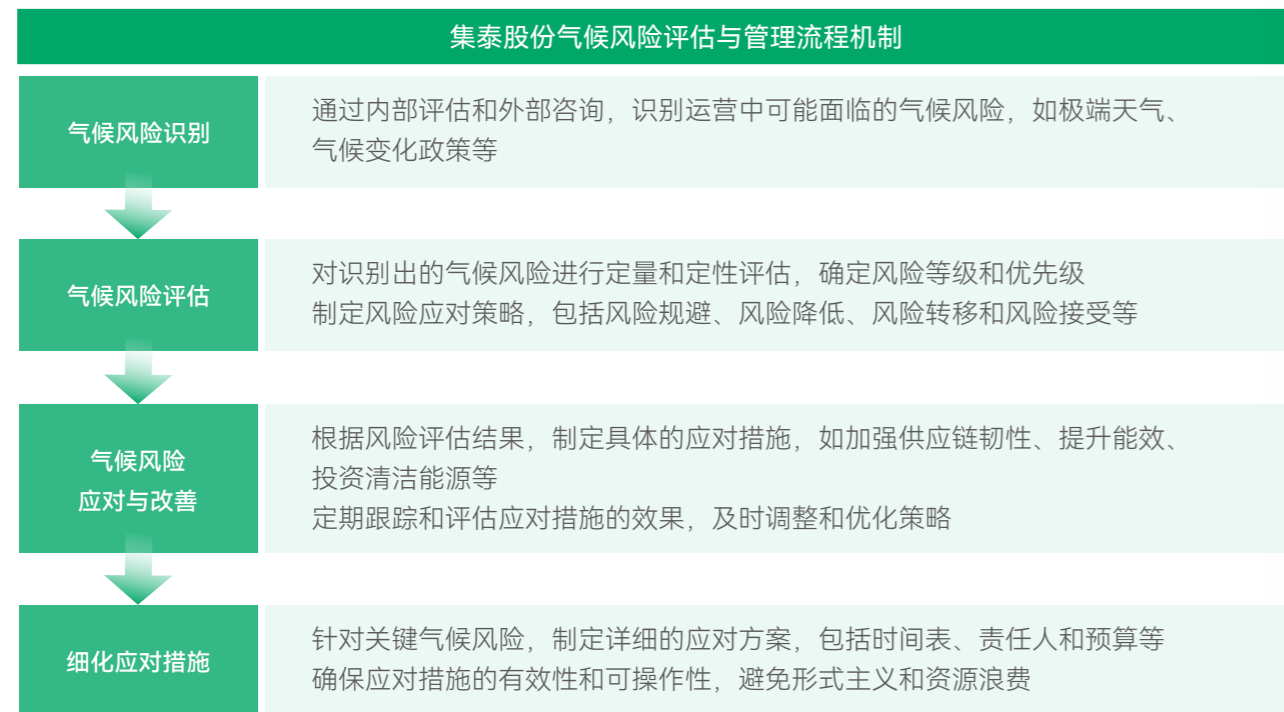 集泰股份气候风险评估与管理流程机制
气候风险识别
通过内部评估和外部咨询，识别运营中可能面临的气候风险，如极端天气、
气候变化政策等
气候风险评估
对识别出的气候风险进行定量和定性评估，确定风险等级和优先级
制定风险应对策略，包括风险规避、风险降低、风险转移和风险接受等
气候风险
应对与改善
根据风险评估结果，制定具体的应对措施，如加强供应链韧性、提升能效、
投资清洁能源等
定期跟踪和评估应对措施的效果，及时调整和优化策略
细化应对措施
针对关键气候风险，制定详细的应对方案，包括时间表、责任人和预算等
确保应对措施的有效性和可操作性，避免形式主义和资源浪费